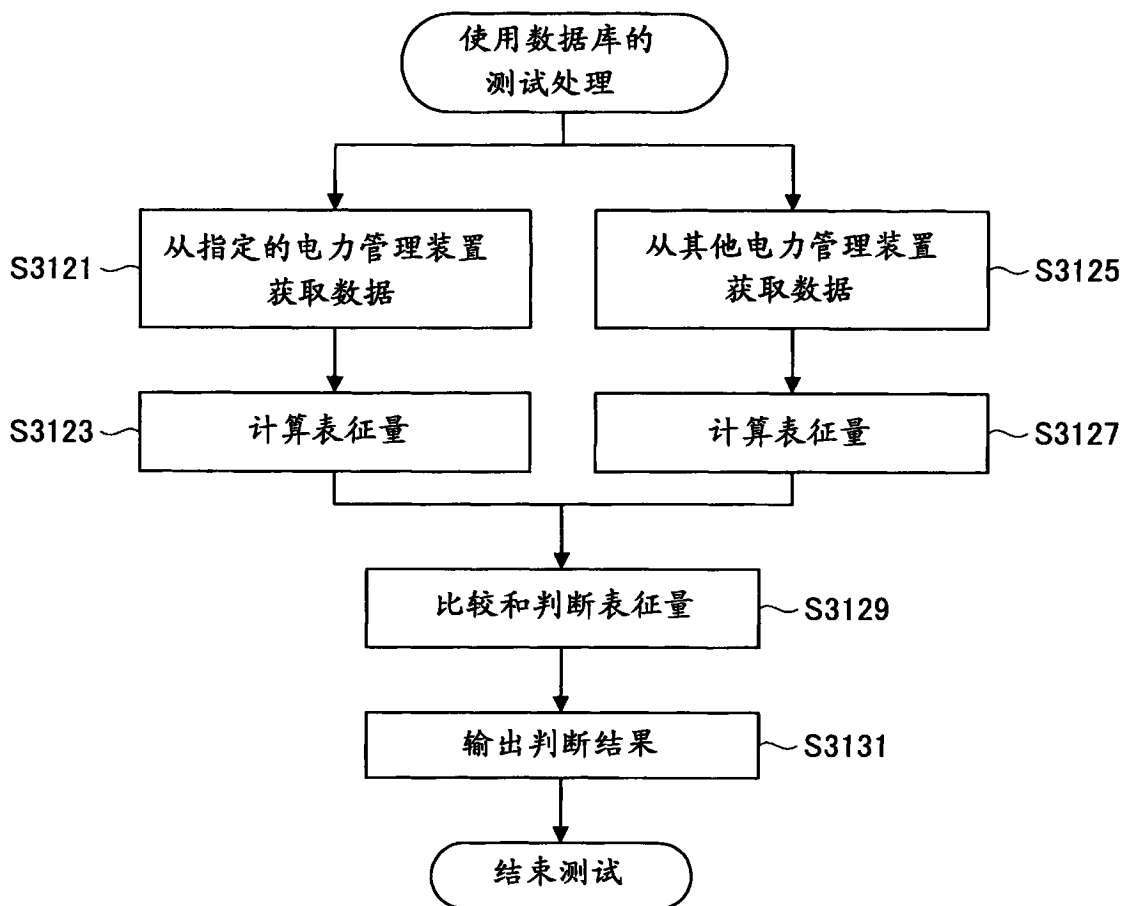 使用数据库的
测试处理
S3121
从指定的电力管理装置
获取数据
从其他电力管理装置
获取数据
S3125
S3123
计算表征量
计算表征量
S3127
比较和判断表征量
S3129
输出判断结果
S3131
结束测试